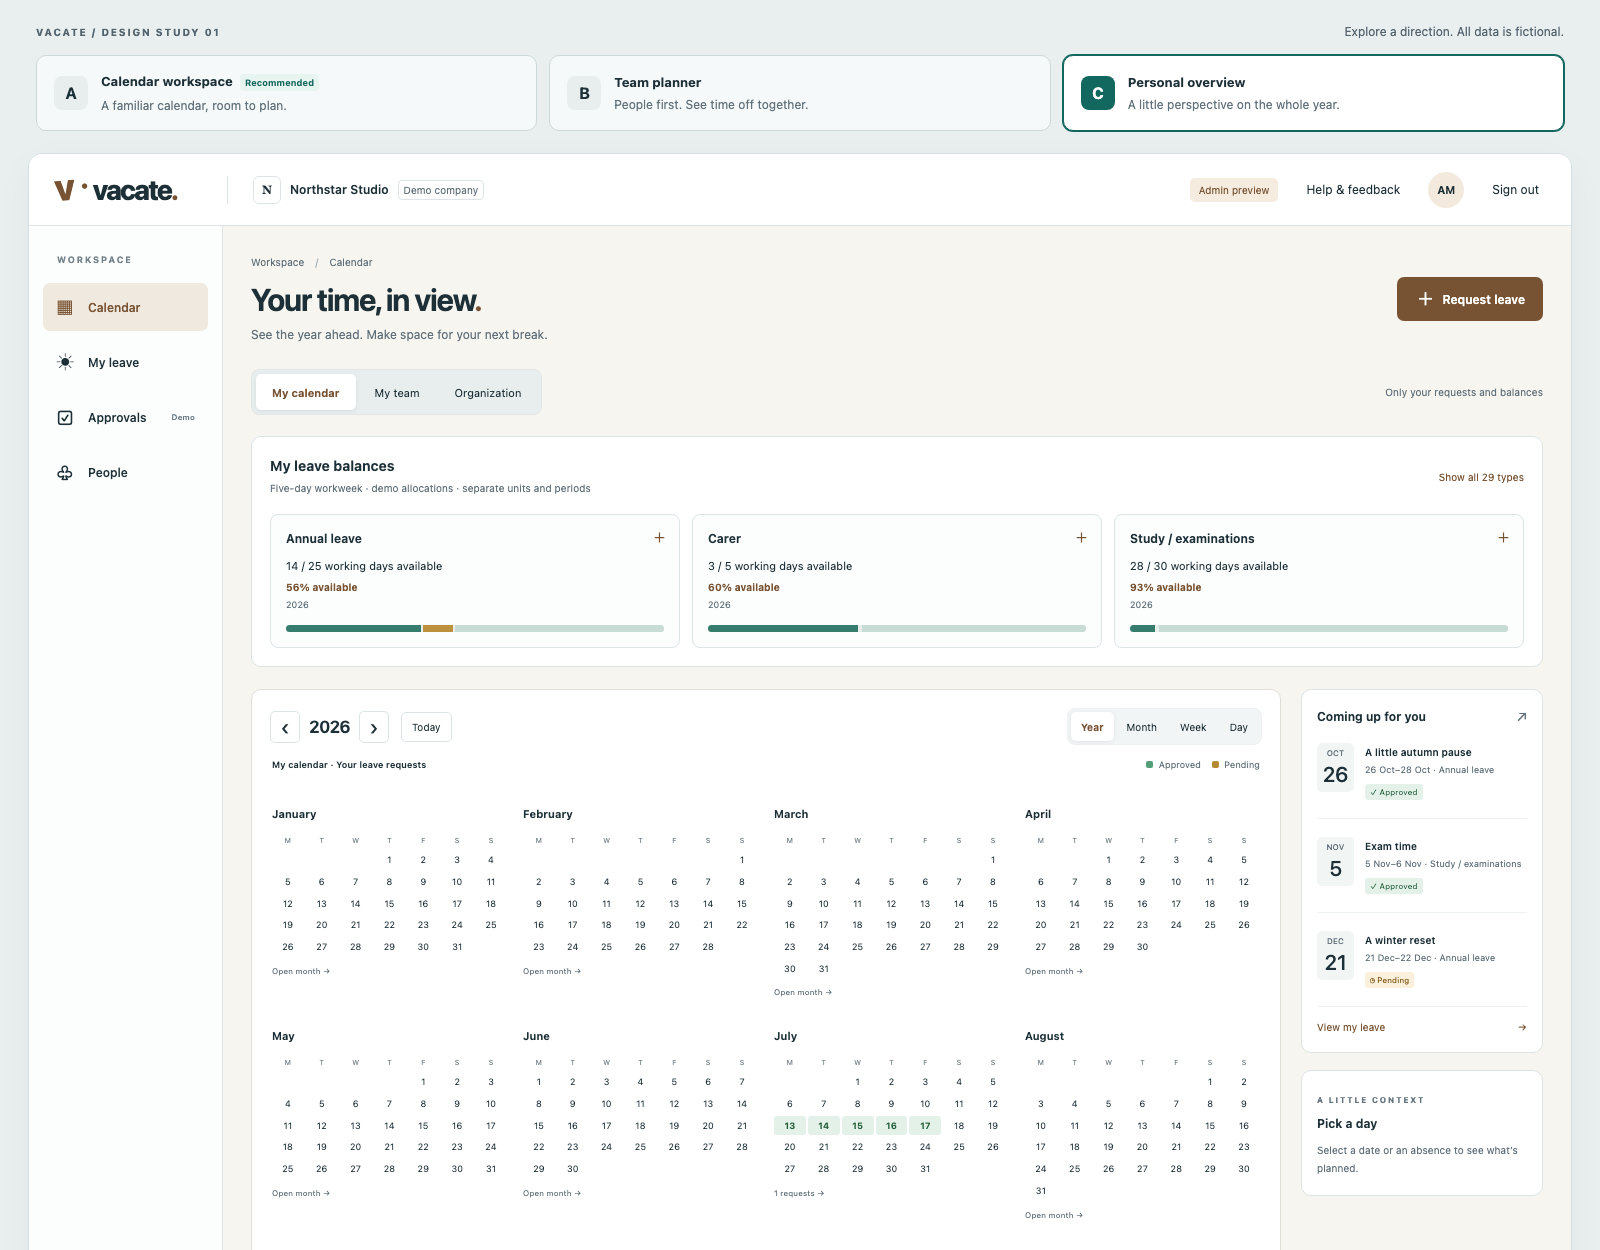 VACATE / DESIGN STUDY 01
Explore a direction. All data is fictional.
A
Calendar workspace Recommended
A familiar calendar, room to plan.
B
Team planner
People first. See time off together.
C
Personal overview
A little perspective on the whole year.
V vacate.
N Northstar Studio Demo company
Admin preview Help & feedback AM Sign out
WORKSPACE
Calendar
My leave
Approvals Demo
People
Workspace / Calendar
Your time, in view.
See the year ahead. Make space for your next break.
+ Request leave
My calendar My team Organization
Only your requests and balances
My leave balances
Five-day workweek · demo allocations · separate units and periods
Show all 29 types
Annual leave +
14 / 25 working days available
56% available
2026
Carer +
3 / 5 working days available
60% available
2026
Study / examinations +
28 / 30 working days available
93% available
2026
‹ 2026 › Today
Year Month Week Day
My calendar · Your leave requests
Approved Pending
January
M T W T F S S
1 2 3 4
5 6 7 8 9 10 11
12 13 14 15 16 17 18
19 20 21 22 23 24 25
26 27 28 29 30 31
Open month →
February
M T W T F S S
1
2 3 4 5 6 7 8
9 10 11 12 13 14 15
16 17 18 19 20 21 22
23 24 25 26 27 28
Open month →
March
M T W T F S S
1
2 3 4 5 6 7 8
9 10 11 12 13 14 15
16 17 18 19 20 21 22
23 24 25 26 27 28 29
30 31
Open month →
April
M T W T F S S
1 2 3 4 5
6 7 8 9 10 11 12
13 14 15 16 17 18 19
20 21 22 23 24 25 26
27 28 29 30
Open month →
May
M T W T F S S
1 2 3
4 5 6 7 8 9 10
11 12 13 14 15 16 17
18 19 20 21 22 23 24
25 26 27 28 29 30 31
Open month →
June
M T W T F S S
1 2 3 4 5 6 7
8 9 10 11 12 13 14
15 16 17 18 19 20 21
22 23 24 25 26 27 28
29 30
Open month →
July
M T W T F S S
1 2 3 4 5
6 7 8 9 10 11 12
13 14 15 16 17 18 19
20 21 22 23 24 25 26
27 28 29 30 31
1 requests →
August
M T W T F S S
1 2
3 4 5 6 7 8 9
10 11 12 13 14 15 16
17 18 19 20 21 22 23
24 25 26 27 28 29 30
31
Open month →
Coming up for you ↗
OCT
26
A little autumn pause
26 Oct–28 Oct · Annual leave
✓ Approved
NOV
5
Exam time
5 Nov–6 Nov · Study / examinations
✓ Approved
DEC
21
A winter reset
21 Dec–22 Dec · Annual leave
Pending
View my leave →
A LITTLE CONTEXT
Pick a day
Select a date or an absence to see what's
planned.